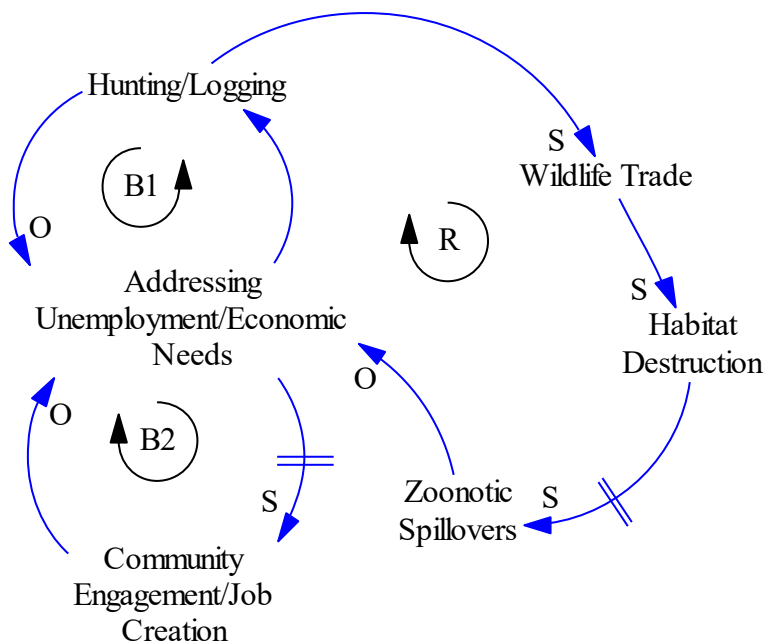 Hunting/Logging
S
Wildlife Trade
B1
O
R
Addressing
Unemployment/Economic
Needs
S
Habitat
Destruction
O
O
B2
S
Zoonotic
Spillovers
S
Community
Engagement/Job
Creation